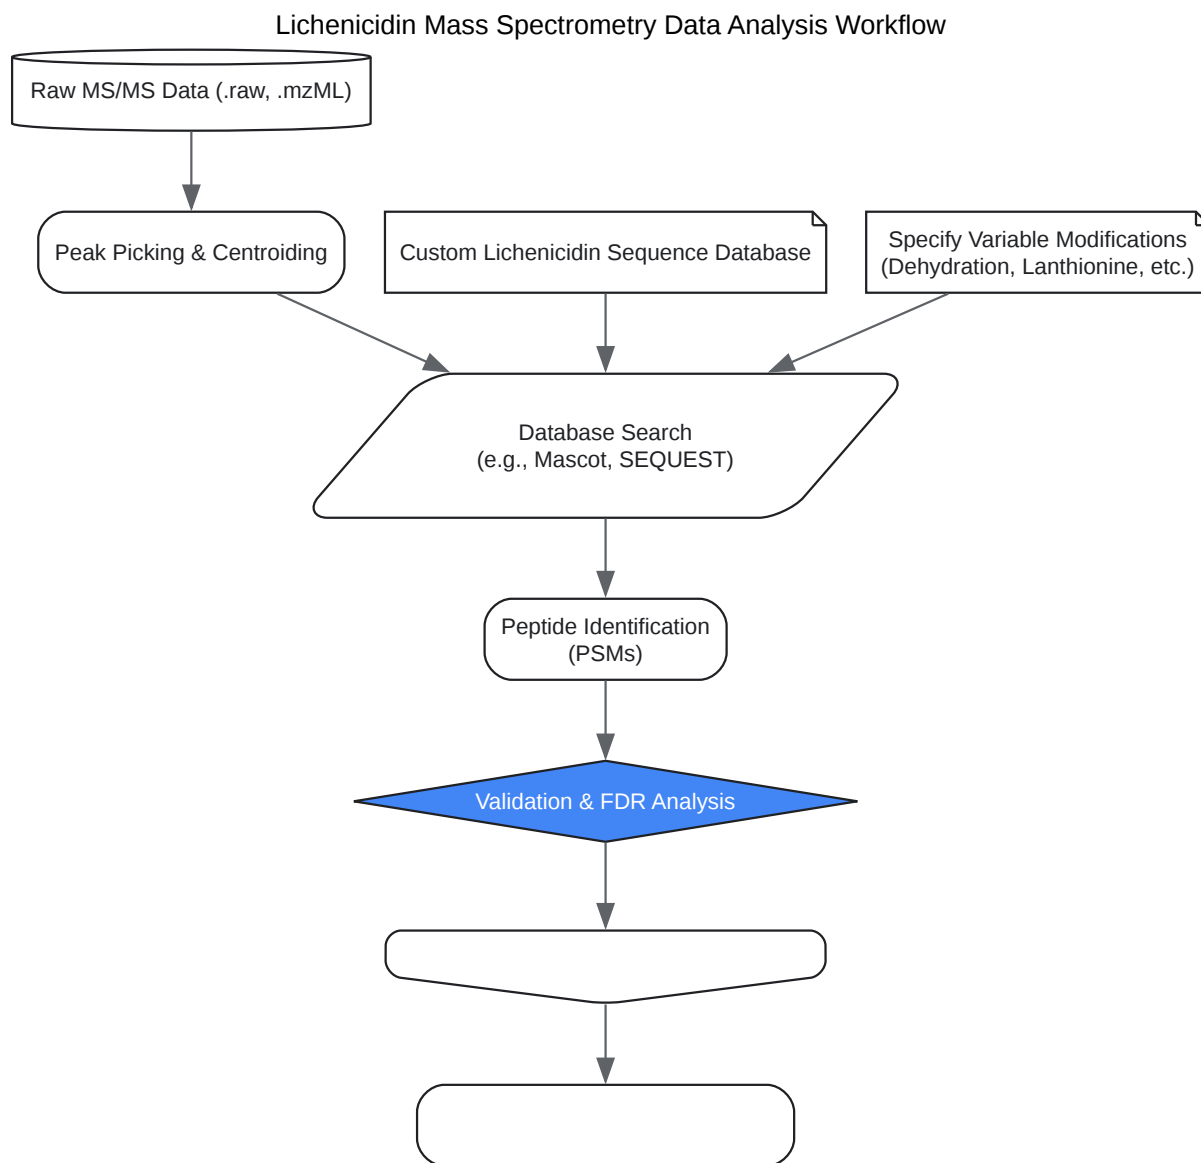 Lichenicidin Mass Spectrometry Data Analysis Workflow
Raw MS/MS Data (.raw, .mzML)
Peak Picking & Centroiding
Custom Lichenicidin Sequence Database
Specify Variable Modifications
(Dehydration, Lanthionine, etc.)
Database Search
(e.g., Mascot, SEQUEST)
Peptide Identification
(PSMs)
Validation & FDR Analysis